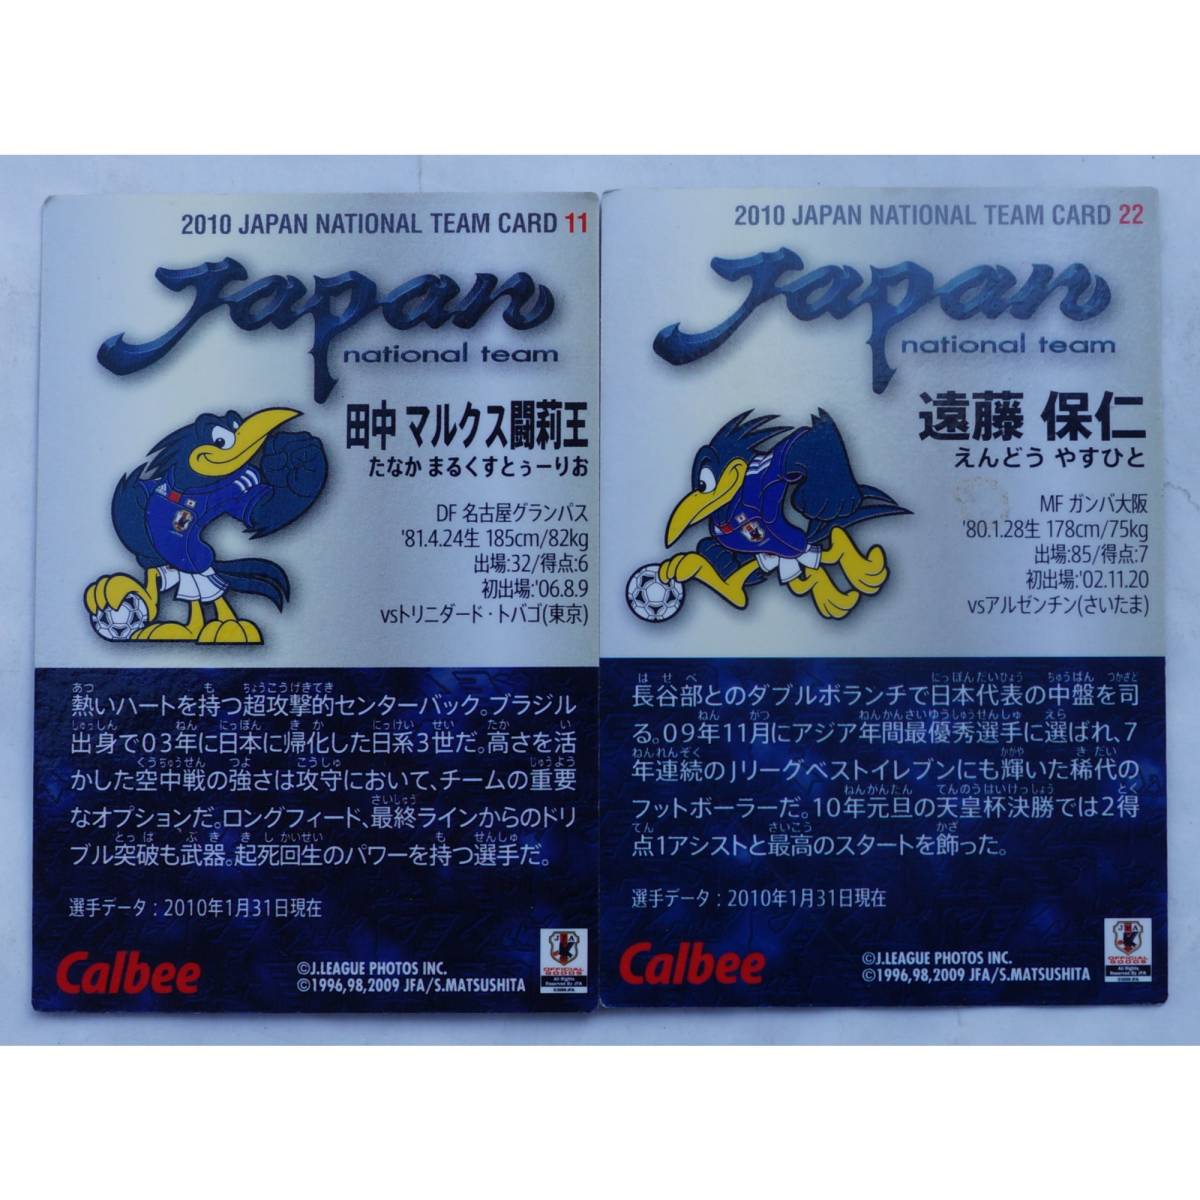 2010 JAPAN NATIONAL TEAM CARD 11
Japan
national team
田中 マルクス闘莉王
たなか まるくすとぅーりお
DF 名古屋グランパス
'81.4.24生 185cm/82kg
出場:32/得点:6
初出場:'06.8.9
vsトリニダード・トバゴ(東京)
熱いハートを持つ超攻撃的センターバック。ブラジル
出身で03年に日本に帰化した日系3世だ。高さを活
かした空中戦の強さは攻守において、チームの重要
なオプションだ。ロングフィード、最終ラインからのドリ
ブル突破も武器。起死回生のパワーを持つ選手だ。
選手データ：2010年1月31日現在
Calbee
©J.LEAGUE PHOTOS INC.
©1996,98,2009 JFA/S.MATSUSHITA
JFA
OFFICIAL
GOODS
All Rights
Reserved By JFA
2010 JAPAN NATIONAL TEAM CARD 22
Japan
national team
遠藤 保仁
えんどう やすひと
MF ガンバ大阪
'80.1.28生 178cm/75kg
出場:85/得点:7
初出場:'02.11.20
vsアルゼンチン(さいたま)
長谷部とのダブルボランチで日本代表の中盤を司
る。09年11月にアジア年間最優秀選手に選ばれ、7
年連続のJリーグベストイレブンにも輝いた稀代の
フットボーラーだ。10年元旦の天皇杯決勝では2得
点1アシストと最高のスタートを飾った。
選手データ：2010年1月31日現在
Calbee
©J.LEAGUE PHOTOS INC.
©1996,98,2009 JFA/S.MATSUSHITA
JFA
OFFICIAL
GOODS
All Rights
Reserved By JFA